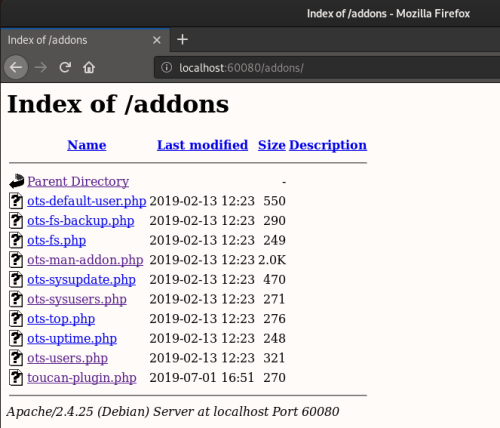 Index of /addons - Mozilla Firefox
Index of /addons
localhost:60080/addons/
Index of /addons
Name Last modified Size Description
Parent Directory -
ots-default-user.php 2019-02-13 12:23 550
ots-fs-backup.php 2019-02-13 12:23 290
ots-fs.php 2019-02-13 12:23 249
ots-man-addon.php 2019-02-13 12:23 2.0K
ots-sysupdate.php 2019-02-13 12:23 470
ots-sysusers.php 2019-02-13 12:23 271
ots-top.php 2019-02-13 12:23 276
ots-uptime.php 2019-02-13 12:23 248
ots-users.php 2019-02-13 12:23 321
toucan-plugin.php 2019-07-01 16:51 270
Apache/2.4.25 (Debian) Server at localhost Port 60080